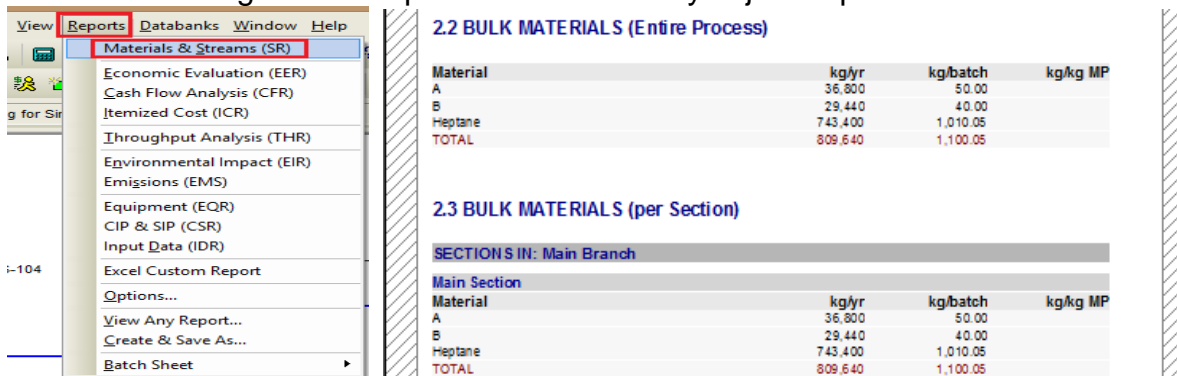 View Reports Databanks Window Help
Materials & Streams (SR)
Economic Evaluation (EER)
Cash Flow Analysis (CFR)
g for Sim
Itemized Cost (ICR)
Throughput Analysis (THR)
Environmental Impact (EIR)
Emissions (EMS)
Equipment (EQR)
CIP & SIP (CSR)
Input Data (IDR)
S-104
Excel Custom Report
Options...
View Any Report...
Create & Save As...
Batch Sheet
2.2 BULK MATERIALS (Entire Process)
Material kg/yr kg/batch kg/kg MP
A 36,800 50.00
B 29,440 40.00
Heptane 743,400 1,010.05
TOTAL 809,640 1,100.05
2.3 BULK MATERIALS (per Section)
SECTIONS IN: Main Branch
Main Section
Material kg/yr kg/batch kg/kg MP
A 36,800 50.00
B 29,440 40.00
Heptane 743,400 1,010.05
TOTAL 809,640 1,100.05